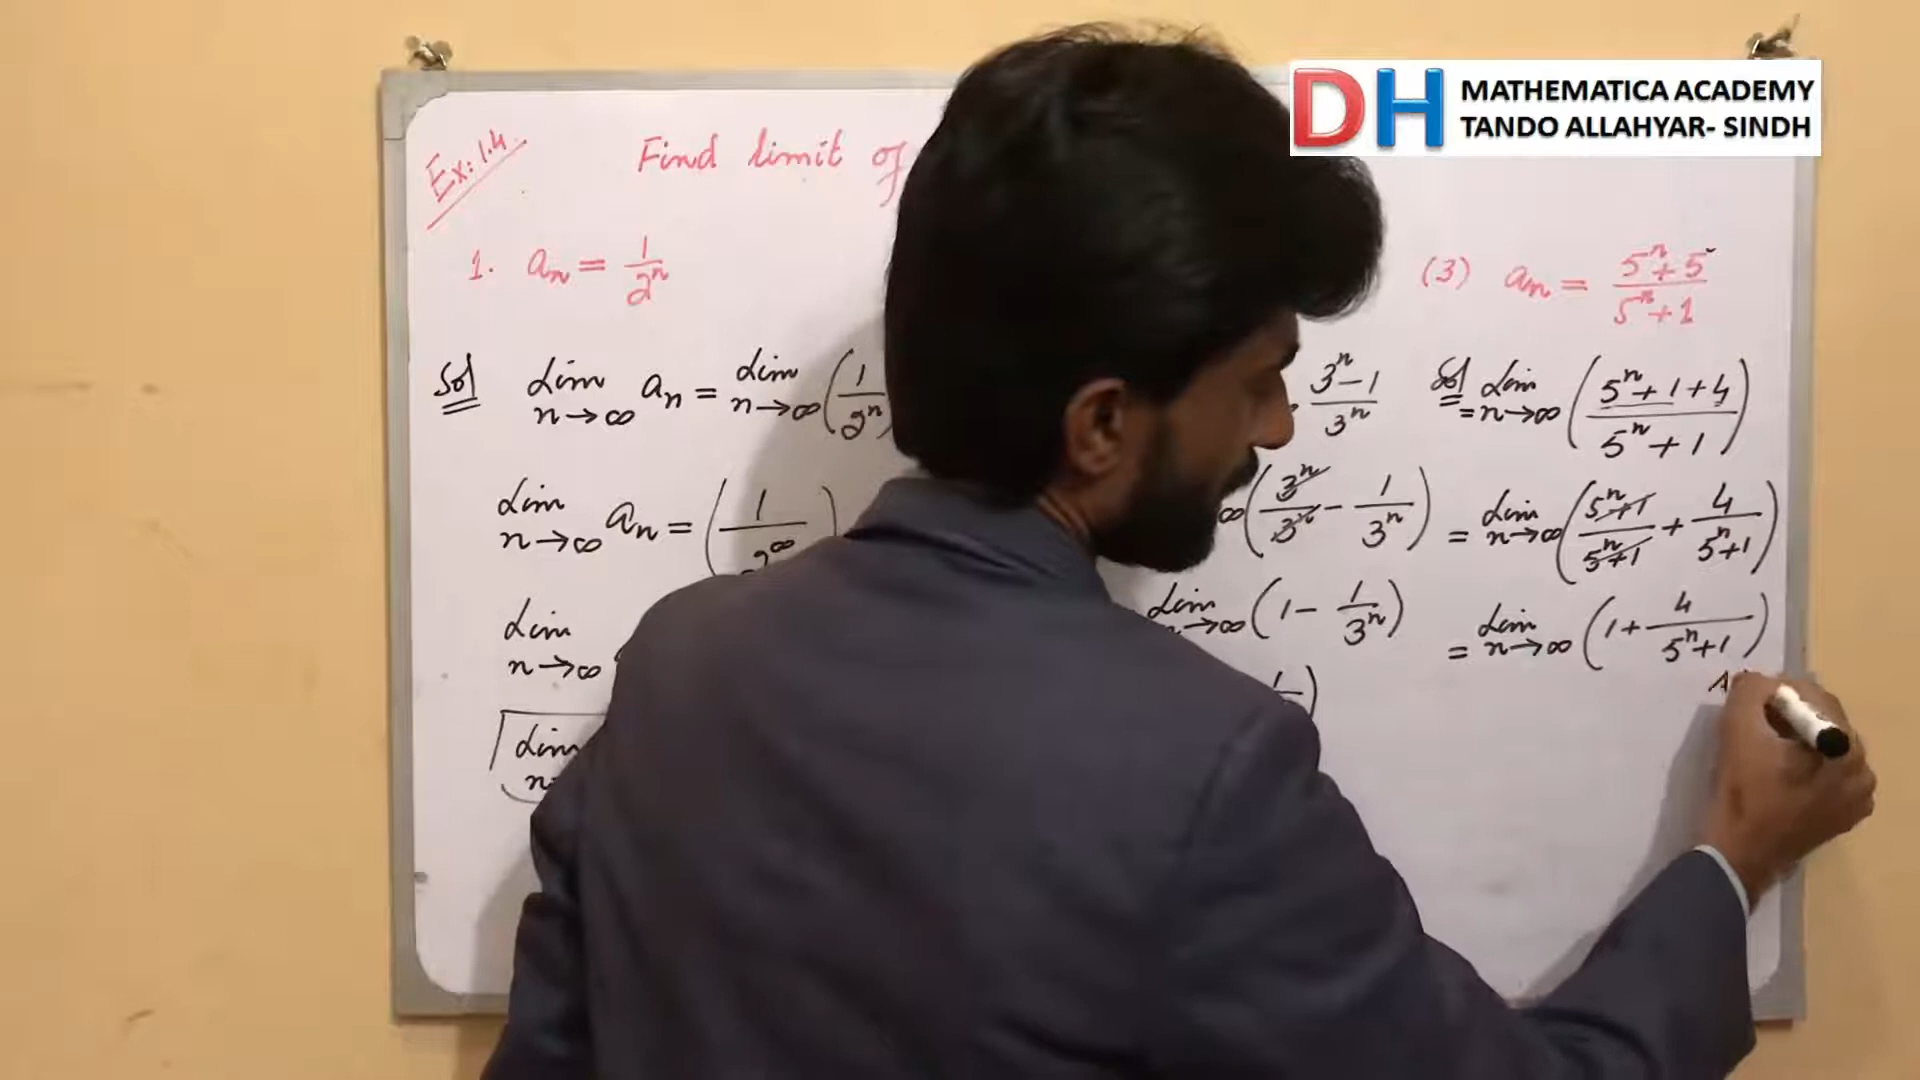 DH MATHEMATICA ACADEMY
TANDO ALLAHYAR- SINDH
Ex: 1.4
Find limit of
1. aₙ = 1/2ⁿ
Sol Lim n→∞ aₙ = Lim n→∞ (1/2ⁿ
Lim n→∞ aₙ = (1/2^∞)
Lim n→∞
Lim
3ⁿ-1/3ⁿ
∞ (3ⁿ/3ⁿ - 1/3ⁿ)
Lim n→∞ (1 - 1/3ⁿ)
(3) aₙ = 5ⁿ+5/5ⁿ+1
Sol = Lim n→∞ (5ⁿ+1+4/5ⁿ+1)
= Lim n→∞ (5ⁿ+1/5ⁿ+1 + 4/5ⁿ+1)
= Lim n→∞ (1 + 4/5ⁿ+1)